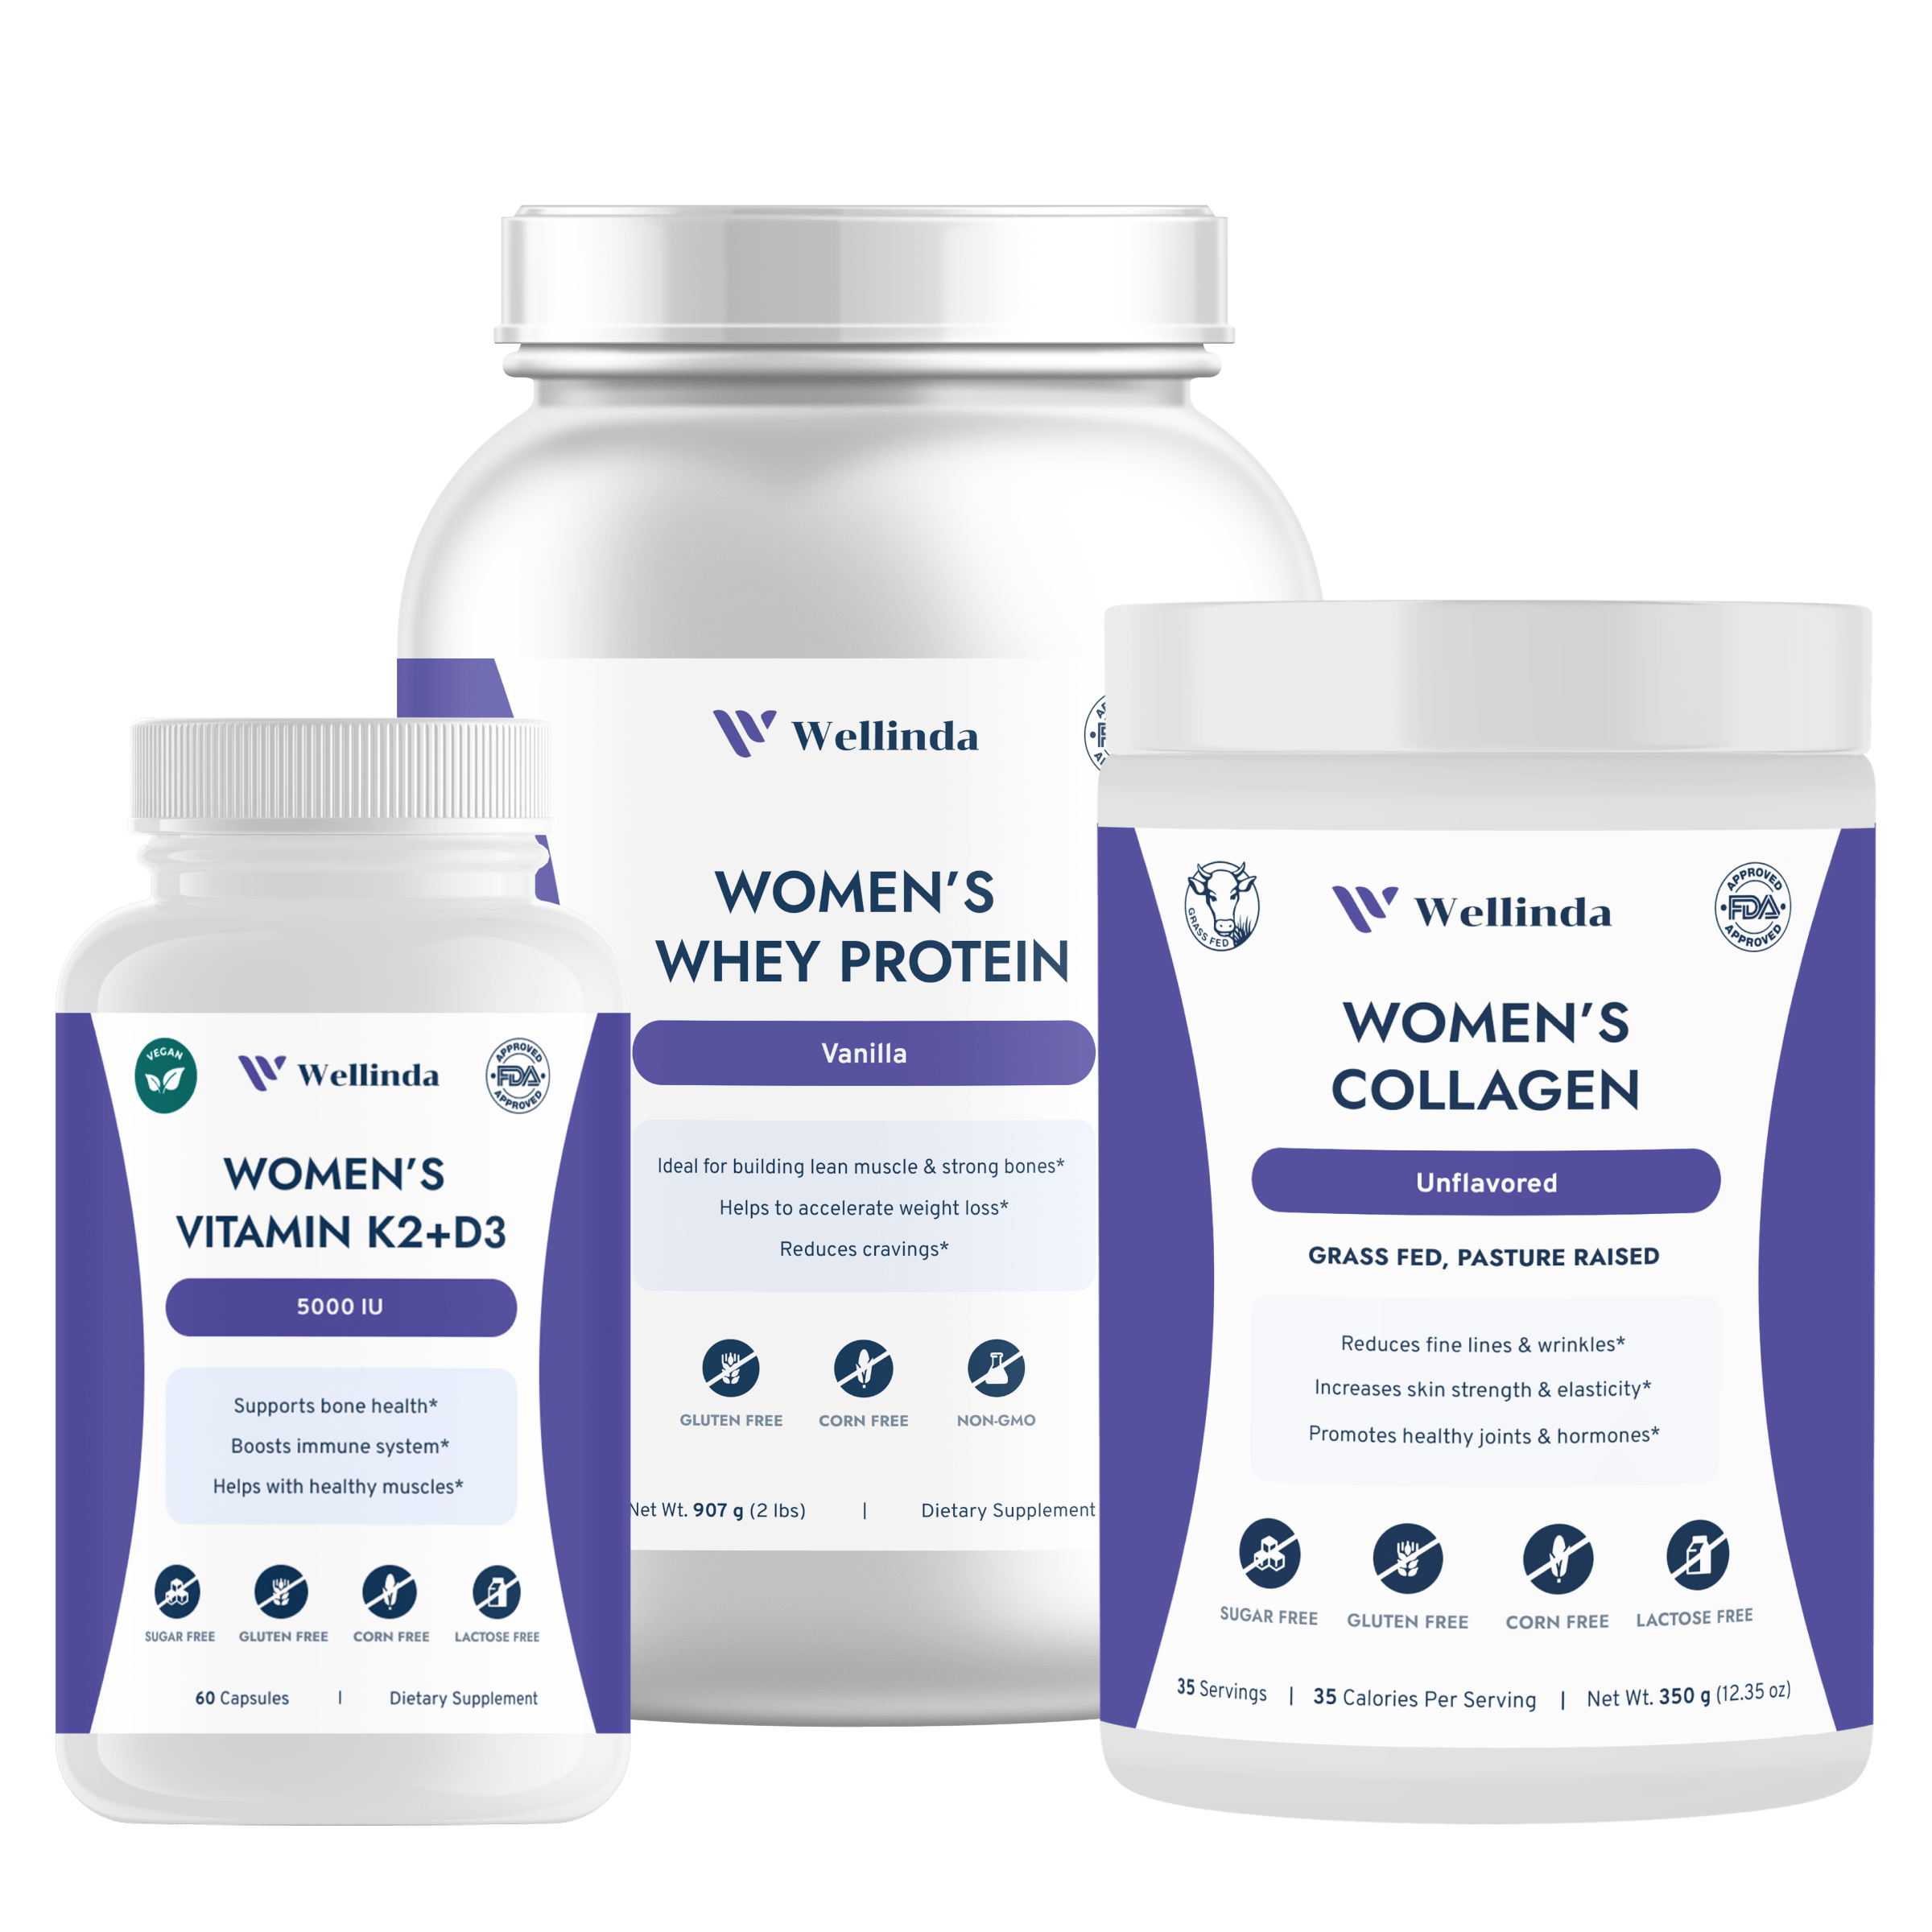 VEGAN
Wellinda
APPROVED
FDA
APPROVED
WOMEN'S
VITAMIN K2+D3
5000 IU
Supports bone health*
Boosts immune system*
Helps with healthy muscles*
SUGAR FREE
GLUTEN FREE
CORN FREE
LACTOSE FREE
60 Capsules | Dietary Supplement
Wellinda
WOMEN'S
WHEY PROTEIN
Vanilla
Ideal for building lean muscle & strong bones*
Helps to accelerate weight loss*
Reduces cravings*
GLUTEN FREE
CORN FREE
NON-GMO
Net Wt. 907 g (2 lbs) | Dietary Supplement
GRASS FED
Wellinda
APPROVED
FDA
APPROVED
WOMEN'S
COLLAGEN
Unflavored
GRASS FED, PASTURE RAISED
Reduces fine lines & wrinkles*
Increases skin strength & elasticity*
Promotes healthy joints & hormones*
SUGAR FREE
GLUTEN FREE
CORN FREE
LACTOSE FREE
35 Servings | 35 Calories Per Serving | Net Wt. 350 g (12.35 oz)